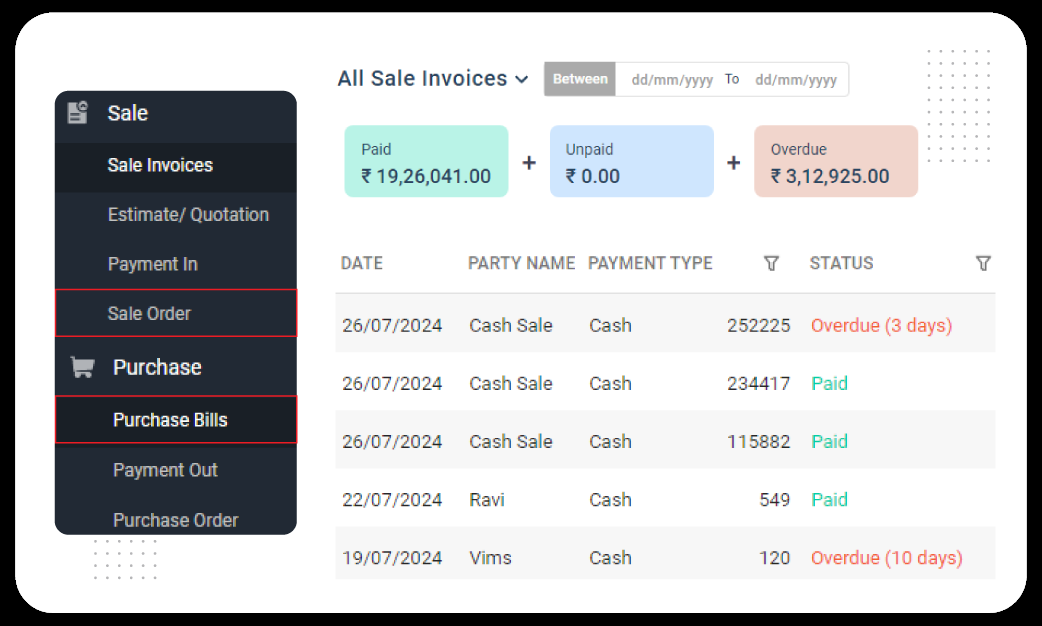 Sale
Sale Invoices
Estimate/ Quotation
Payment In
Sale Order
Purchase
Purchase Bills
Payment Out
Purchase Order
All Sale Invoices
Between dd/mm/yyyy To dd/mm/yyyy
Paid
₹ 19,26,041.00
+
Unpaid
₹ 0.00
+
Overdue
₹ 3,12,925.00
DATE PARTY NAME PAYMENT TYPE STATUS
26/07/2024 Cash Sale Cash 252225 Overdue (3 days)
26/07/2024 Cash Sale Cash 234417 Paid
26/07/2024 Cash Sale Cash 115882 Paid
22/07/2024 Ravi Cash 549 Paid
19/07/2024 Vims Cash 120 Overdue (10 days)